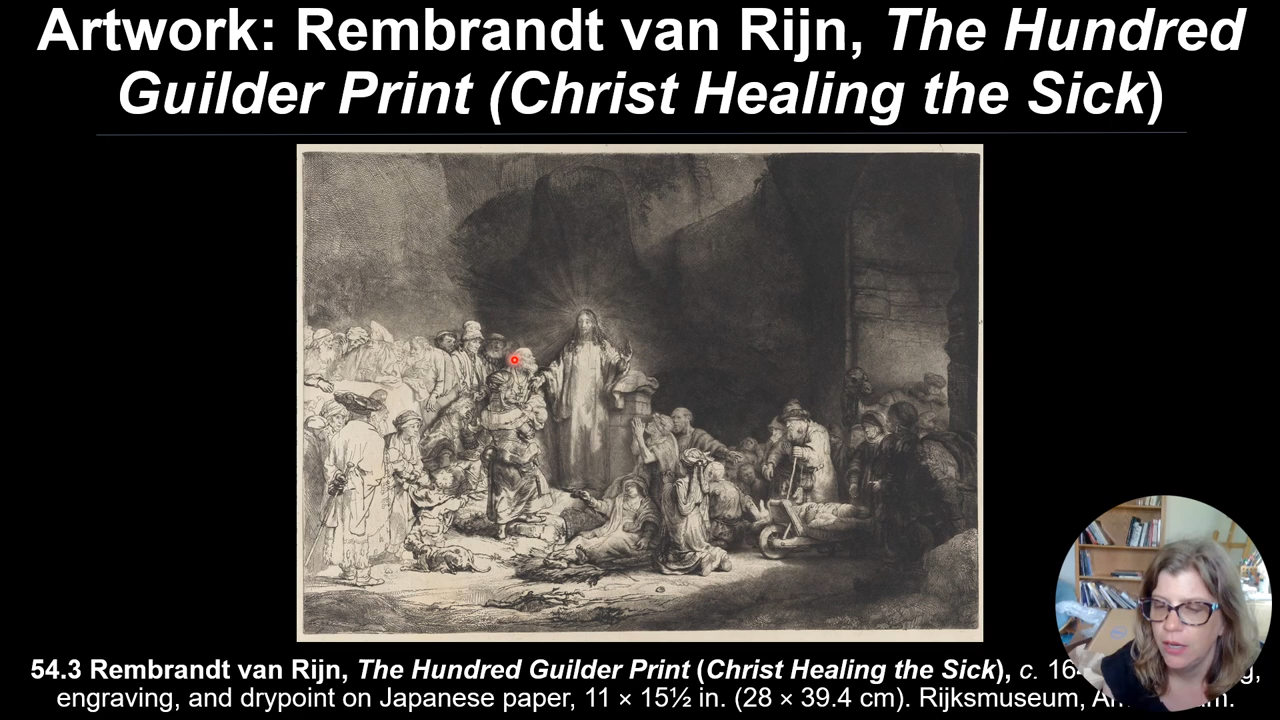 Artwork: Rembrandt van Rijn, The Hundred
Guilder Print (Christ Healing the Sick)
54.3 Rembrandt van Rijn, The Hundred Guilder Print (Christ Healing the Sick), c.
engraving, and drypoint on Japanese paper, 11 × 15½ in. (28 × 39.4 cm). Rijksmuseum,